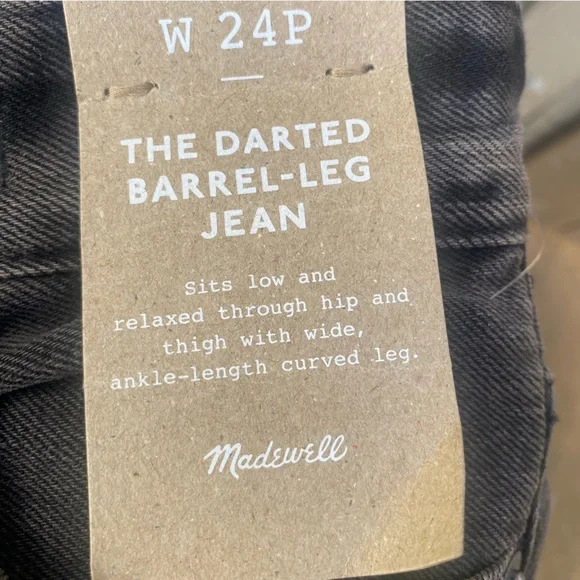 W 24P
THE DARTED
BARREL-LEG
JEAN
Sits low and
relaxed through hip and
thigh with wide,
ankle-length curved leg.
Madewell